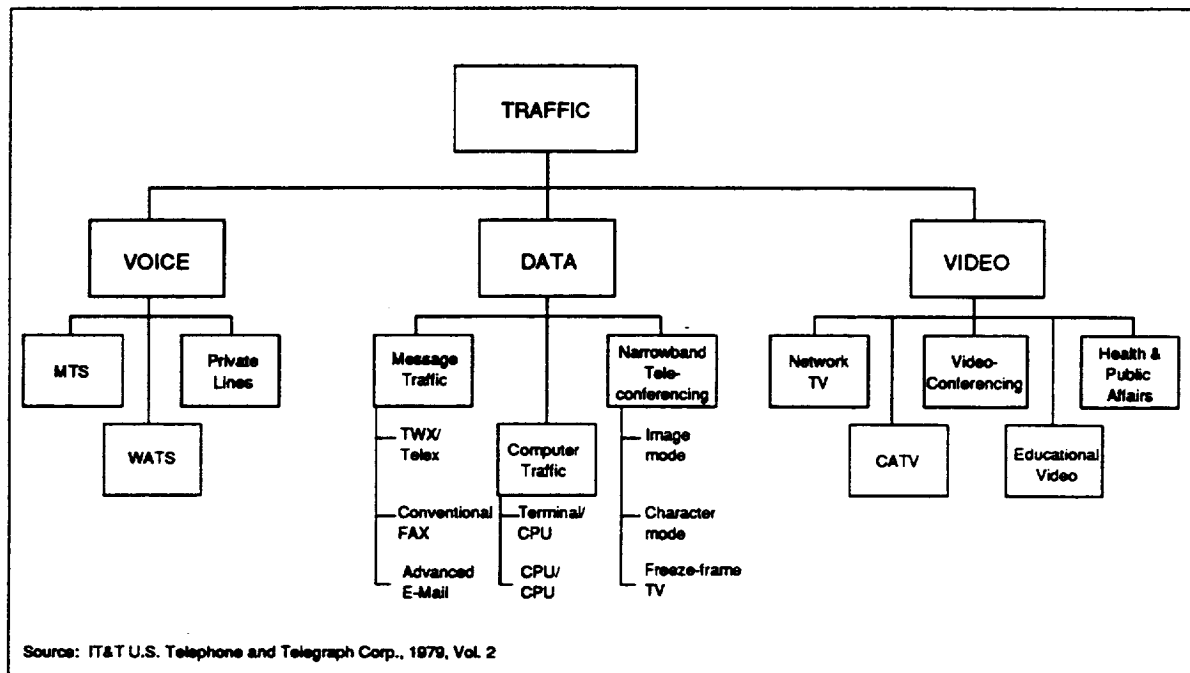 TRAFFIC
VOICE
DATA
VIDEO
MTS
Private
Lines
WATS
Message
Traffic
TWX/
Telex
Conventional
FAX
Advanced
E-Mail
Computer
Traffic
Terminal/
CPU
CPU/
CPU
Narrowband
Tele-
conferencing
Image
mode
Character
mode
Freeze-frame
TV
Network
TV
CATV
Video-
Conferencing
Educational
Video
Health &
Public
Affairs
Source: IT&T U.S. Telephone and Telegraph Corp., 1979, Vol. 2